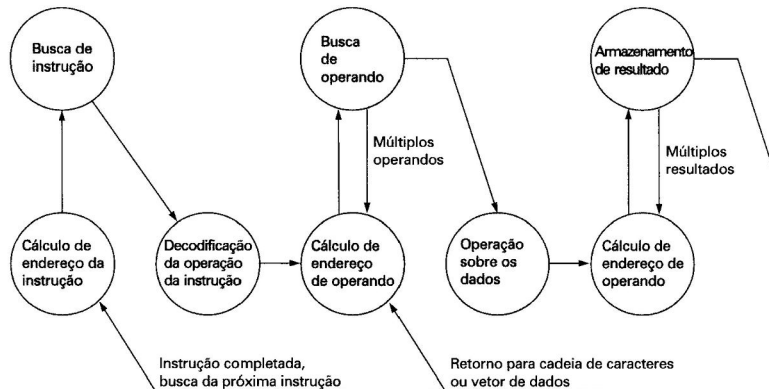 Busca de
instrução
Busca
de
operando
Armazenamento
de resultado
Múltiplos
operandos
Múltiplos
resultados
Cálculo de
endereço da
instrução
Decodificação
da operação
da instrução
Cálculo de
endereço
de operando
Operação
sobre os
dados
Cálculo de
endereço de
operando
Instrução completada,
busca da próxima instrução
Retorno para cadeia de caracteres
ou vetor de dados